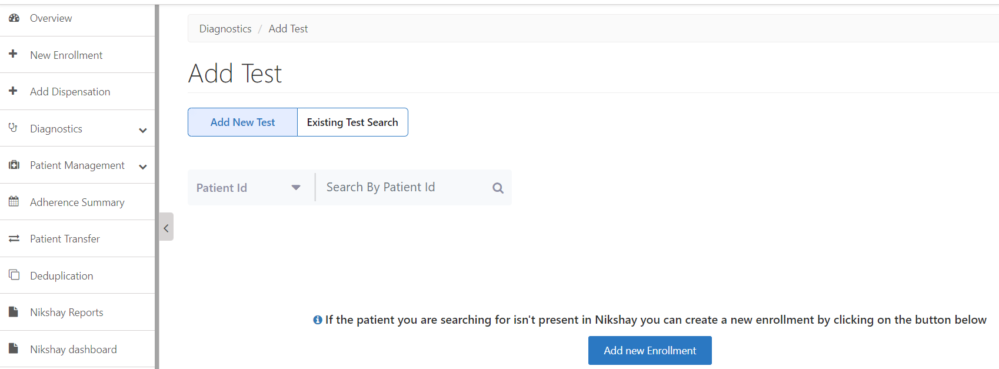 Overview
New Enrollment
Add Dispensation
Diagnostics
Patient Management
Adherence Summary
Patient Transfer
Deduplication
Nikshay Reports
Nikshay dashboard
Diagnostics / Add Test
Add Test
Add New Test Existing Test Search
Patient Id Search By Patient Id
If the patient you are searching for isn't present in Nikshay you can create a new enrollment by clicking on the button below
Add new Enrollment